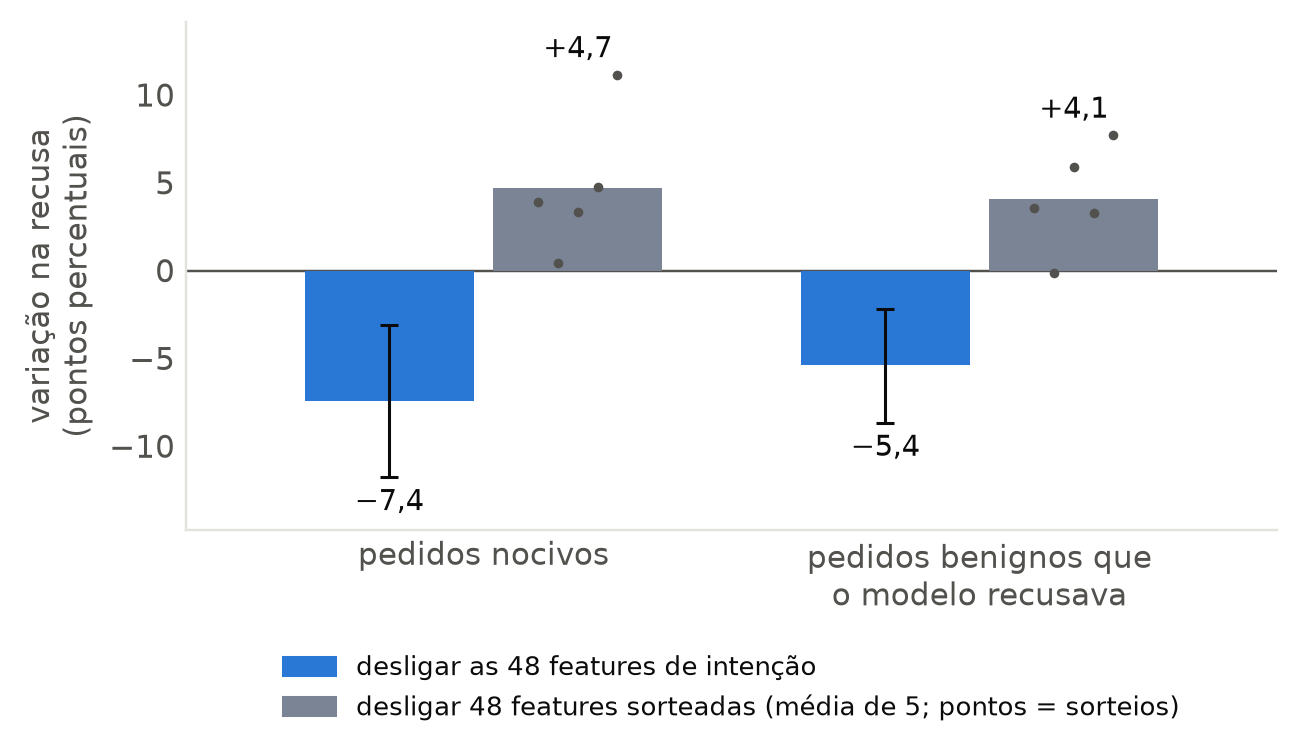 variação na recusa
(pontos percentuais)
10
5
0
−5
−10
+4,7
+4,1
−7,4
−5,4
pedidos nocivos
pedidos benignos que
o modelo recusava
desligar as 48 features de intenção
desligar 48 features sorteadas (média de 5; pontos = sorteios)